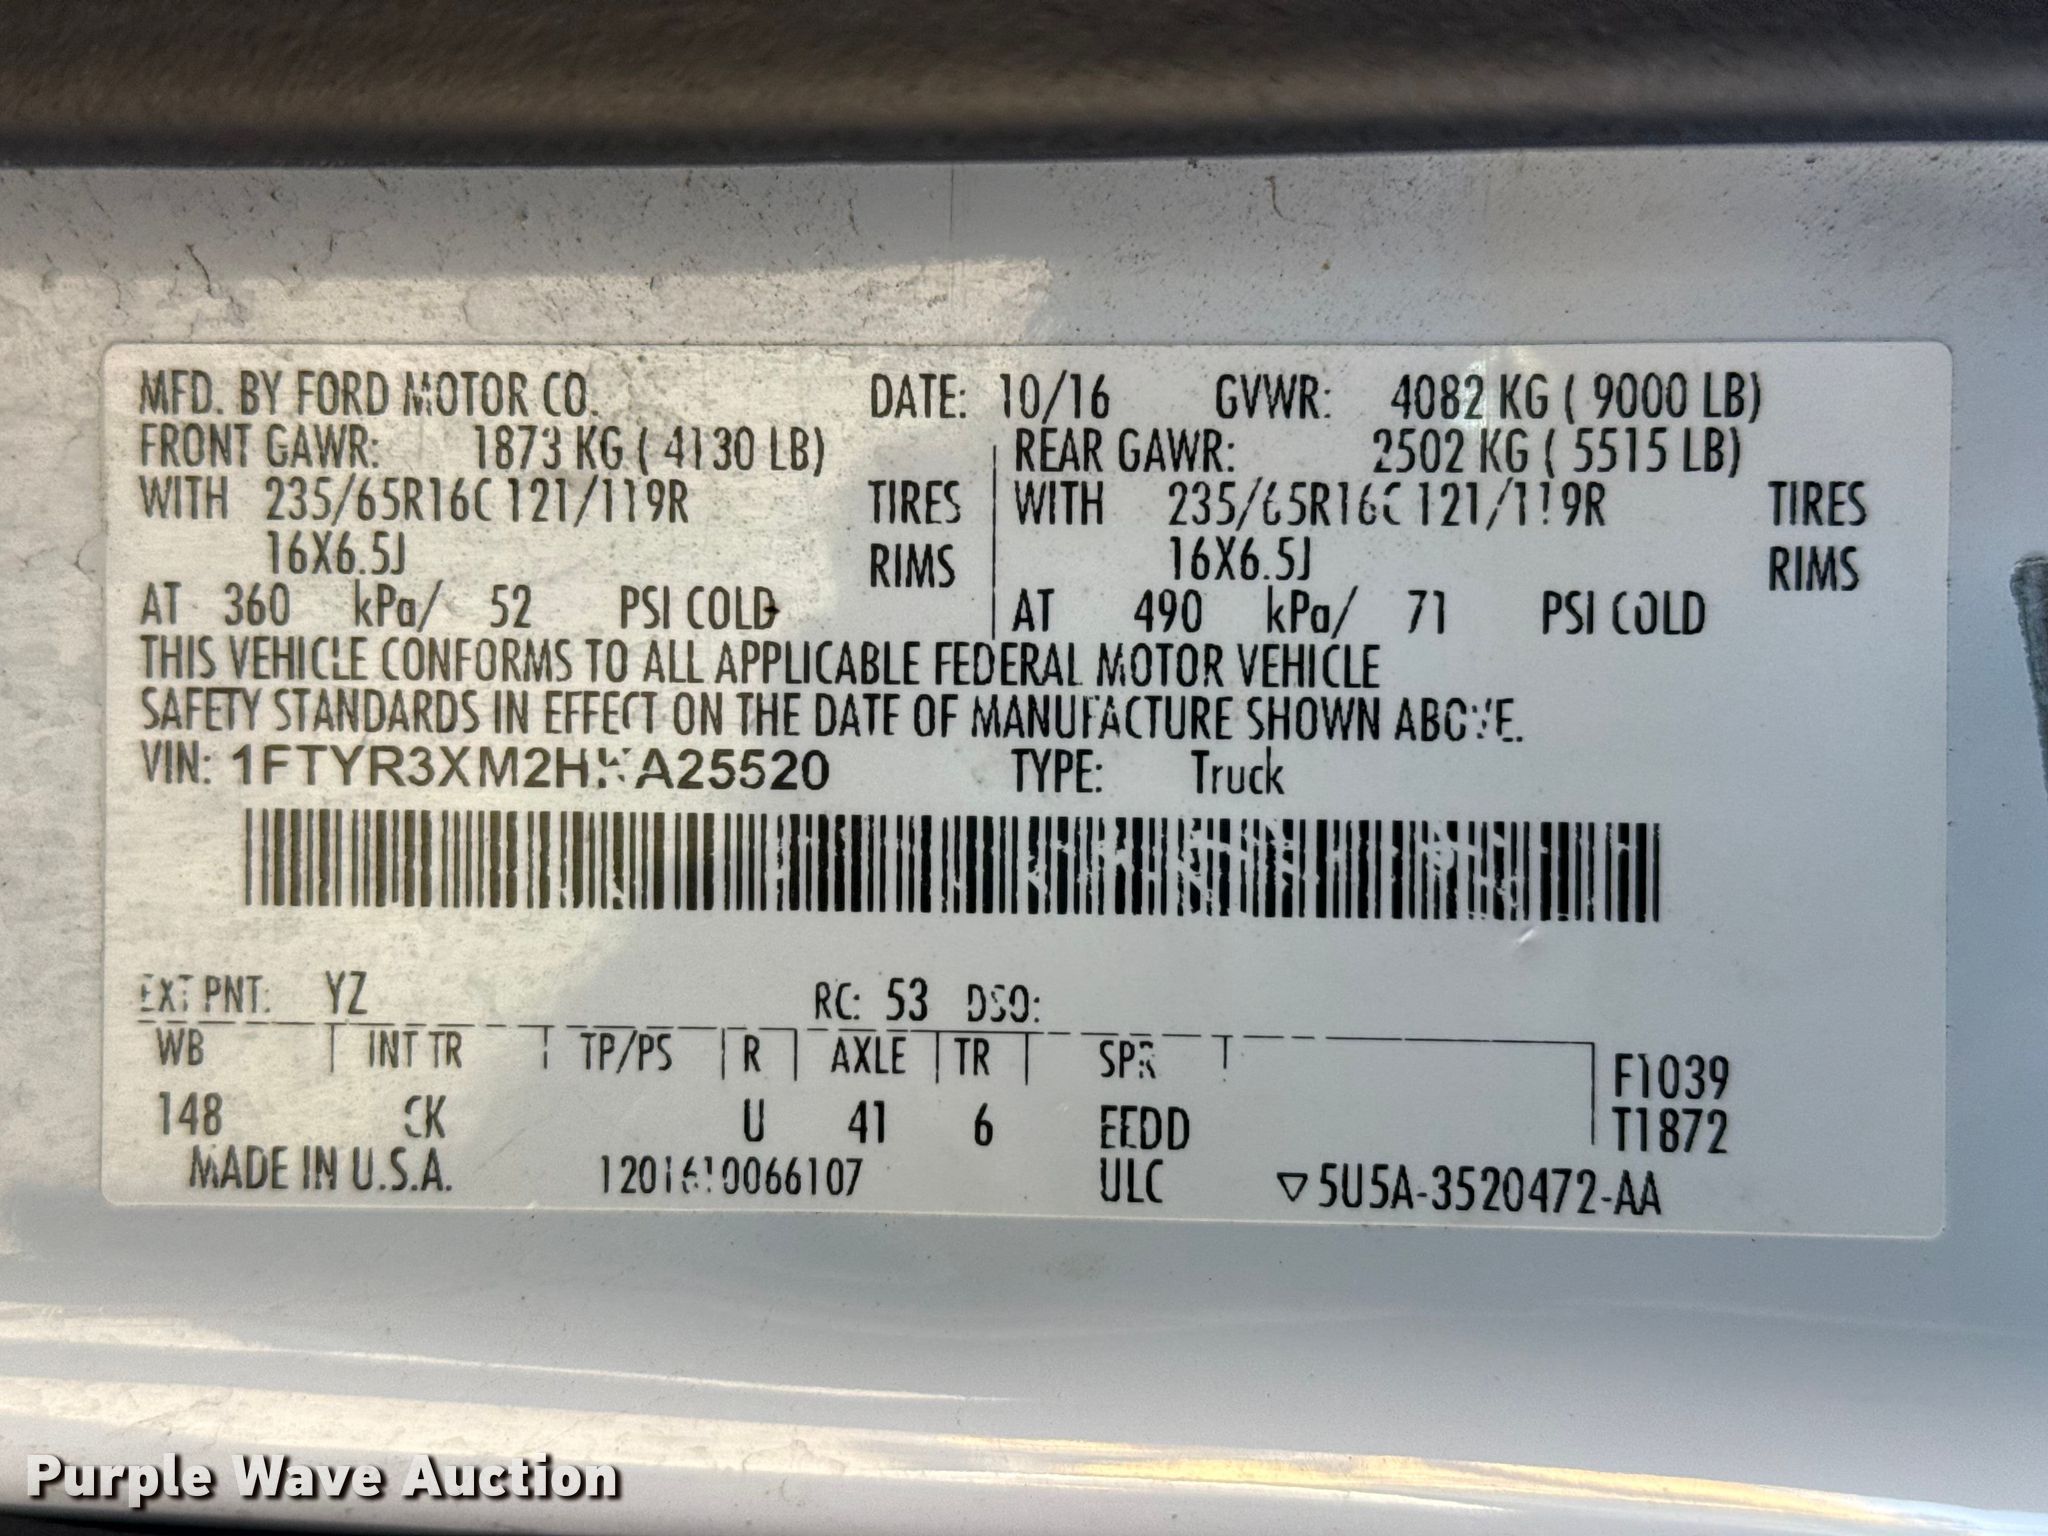 MFD. BY FORD MOTOR CO. DATE: 10/16 GVWR: 4082 KG ( 9000 LB)
FRONT GAWR: 1873 KG ( 4130 LB) REAR GAWR: 2502 KG ( 5515 LB)
WITH 235/65R16C 121/119R TIRES WITH 235/65R16C 121/119R TIRES
16X6.5J RIMS 16X6.5J RIMS
AT 360 kPa/ 52 PSI COLD AT 490 kPa/ 71 PSI COLD
THIS VEHICLE CONFORMS TO ALL APPLICABLE FEDERAL MOTOR VEHICLE
SAFETY STANDARDS IN EFFECT ON THE DATE OF MANUFACTURE SHOWN ABOVE.
VIN: 1FTYR3XM2HKA25520 TYPE: Truck
EXT PNT: YZ RC: 53 DSO:
WB INT TR TP/PS R AXLE TR SPR F1039
148 CK U 41 6 EEDD T1872
MADE IN U.S.A. 1201610066107 ULC ▽5U5A-3520472-AA
Purple Wave Auction